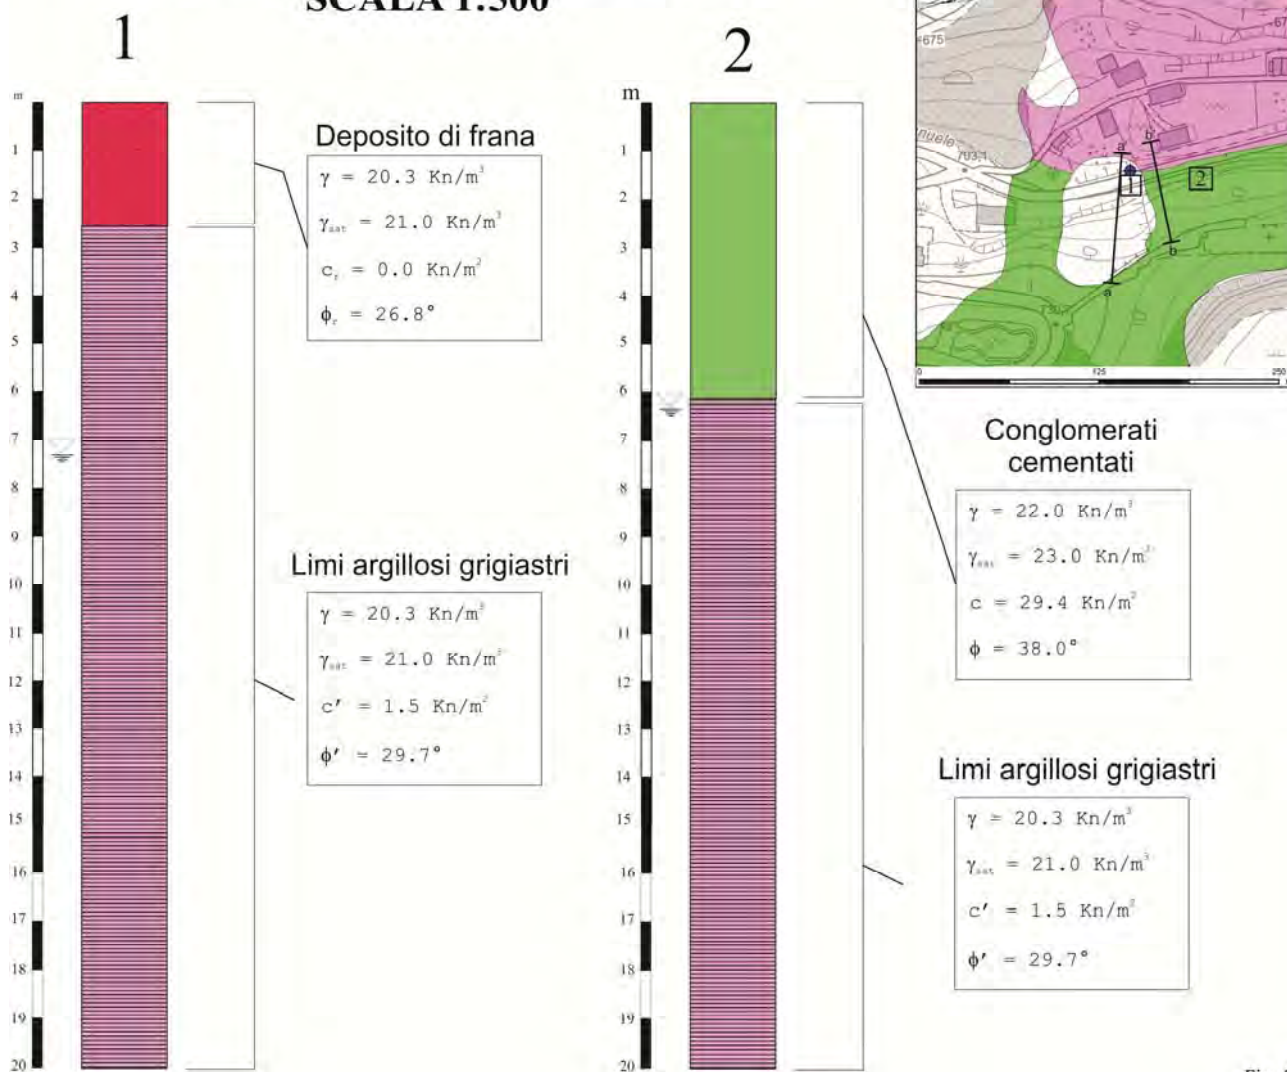 SCALA 1:500
1
2
m
1
2
3
4
5
6
7
8
9
10
11
12
13
14
15
16
17
18
19
20
Deposito di frana
γ = 20.3 Kn/m³
γsat = 21.0 Kn/m³
cr = 0.0 Kn/m²
ϕr = 26.8°
Limi argillosi grigiastri
γ = 20.3 Kn/m³
γsat = 21.0 Kn/m³
c' = 1.5 Kn/m²
ϕ' = 29.7°
m
1
2
3
4
5
6
7
8
9
10
11
12
13
14
15
16
17
18
19
20
675
703,1
a'
b'
1
2
b
a
0
125
250
Conglomerati
cementati
γ = 22.0 Kn/m³
γsat = 23.0 Kn/m³
c = 29.4 Kn/m²
ϕ = 38.0°
Limi argillosi grigiastri
γ = 20.3 Kn/m³
γsat = 21.0 Kn/m³
c' = 1.5 Kn/m²
ϕ' = 29.7°